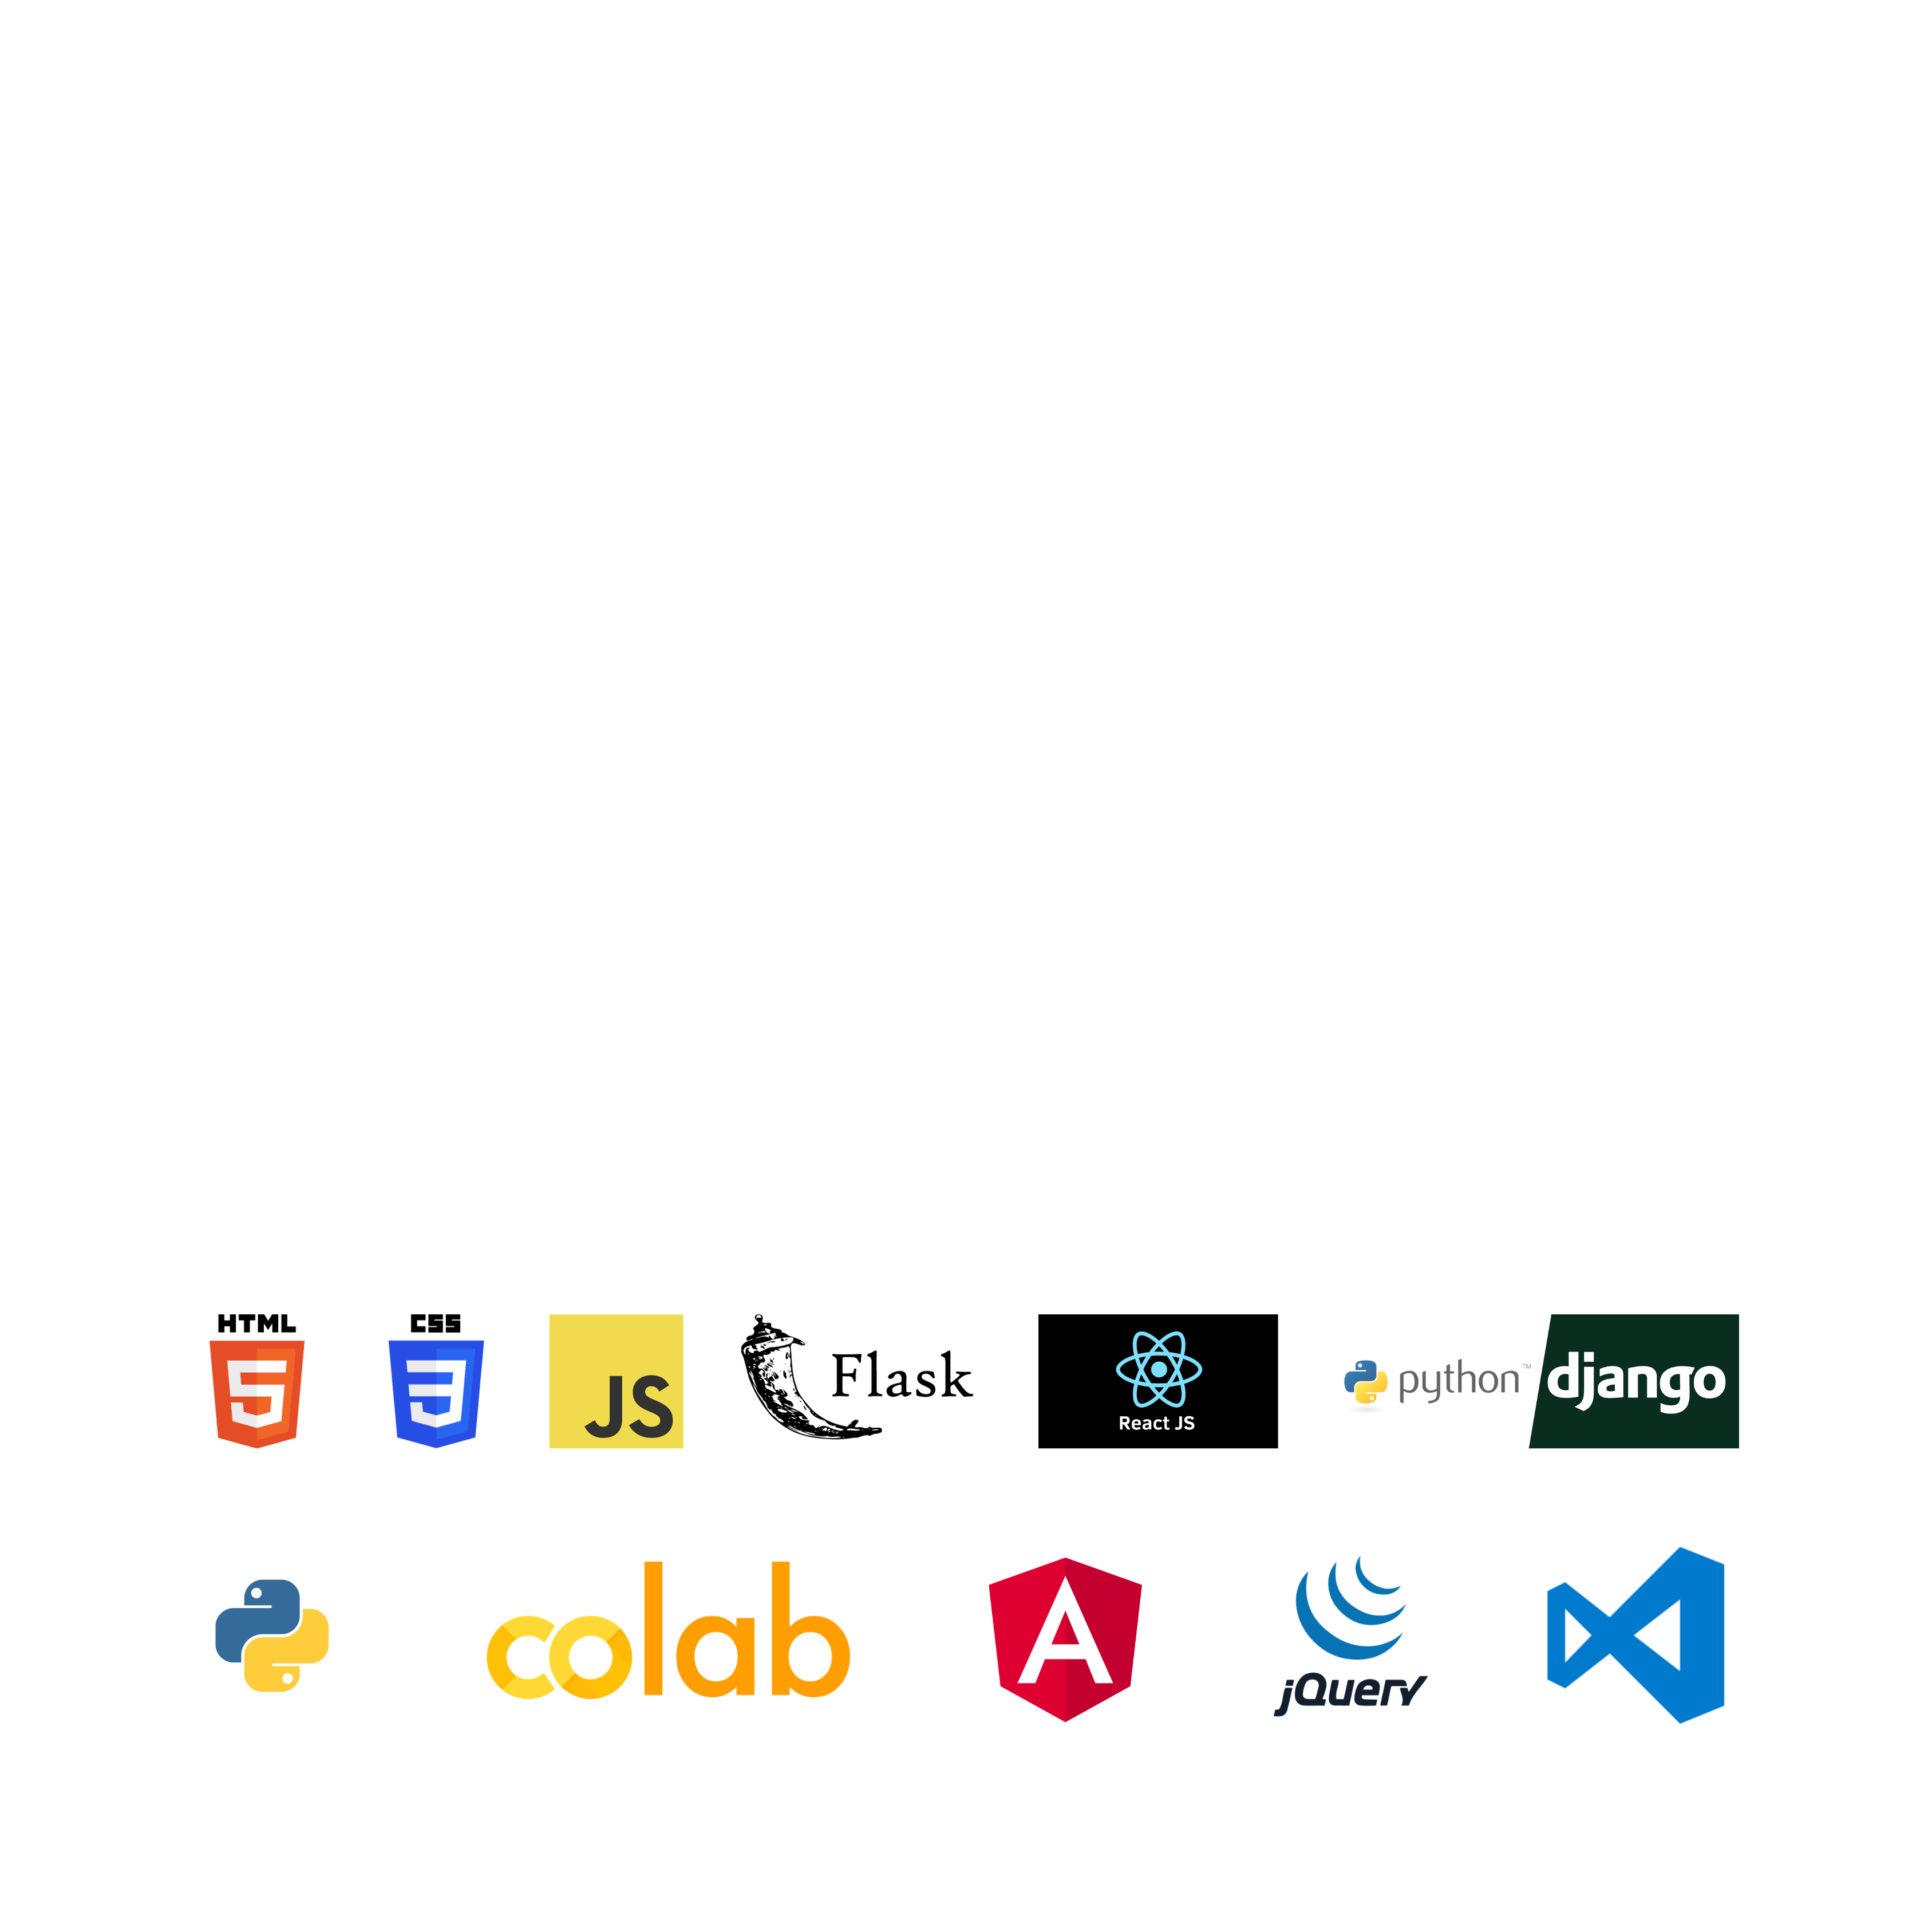 HTML
CSS
JS
Flask
React JS
python™
django
colab
A
jQuery